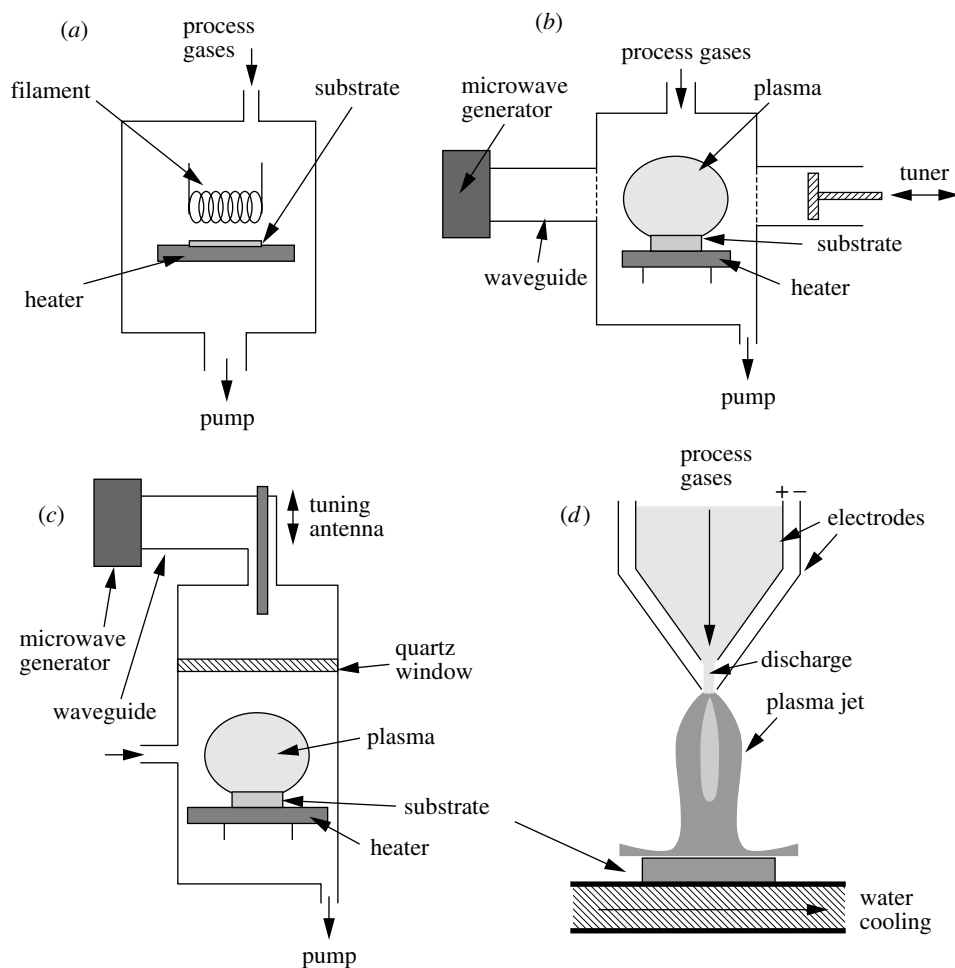 (a)
process
gases
filament
substrate
heater
pump
(b)
process gases
microwave
generator
plasma
tuner
waveguide
substrate
heater
pump
(c)
tuning
antenna
microwave
generator
waveguide
quartz
window
plasma
substrate
heater
pump
(d)
process
gases
+ −
electrodes
discharge
plasma jet
water
cooling